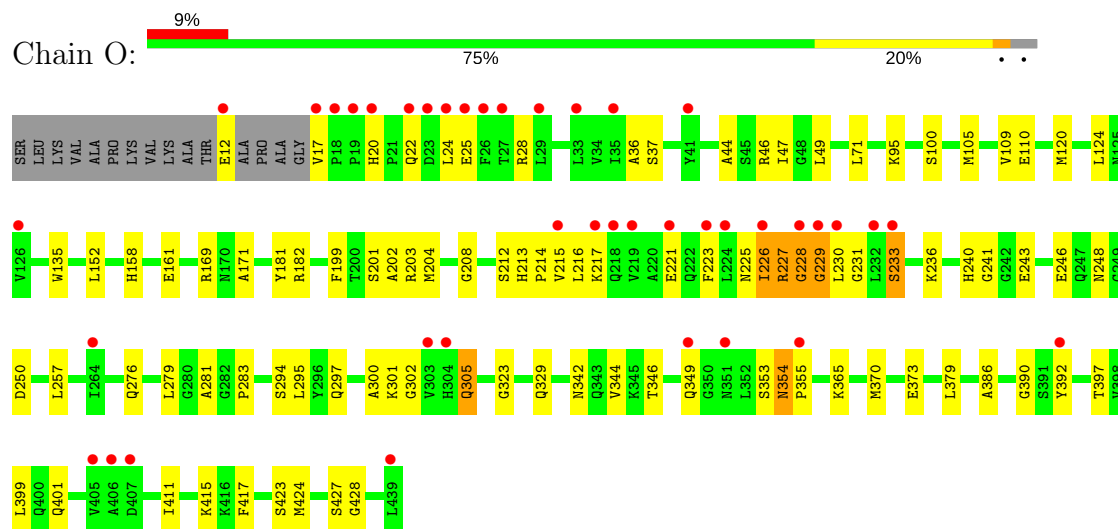 9%
Chain O:
75% 20% • •
SER LEU LYS VAL ALA PRO LYS VAL LYS ALA THR E12 ALA PRO ALA GLY V17 P18 P19 H20 P21 Q22 D23 L24 E25 F26 T27 R28 L29 L33 V34 I35 A36 S37 Y41 A44 S45 R46 I47 G48 L49 L71 K95 S100 M105 V109 E110 M120 L124 N125
V126 W135 L152 H158 E161 R169 N170 A171 Y181 R182 F199 T200 S201 A202 R203 M204 G208 S212 H213 P214 V215 L216 K217 Q218 V219 A220 E221 Q222 F223 L224 N225 I226 R227 G228 G229 L230 G231 L232 S233 K236 H240 G241 G242 E243 E246 Q247 N248
D250 L257 I264 Q276 L279 G280 A281 G282 P283 S294 L295 Y296 Q297 A300 K301 G302 V303 H304 Q305 G323 Q329 N342 Q343 V344 K345 T346 Q349 G350 N351 L352 S353 N354 P355 K365 M370 E373 L379 A386 G390 S391 Y392 T397
L399 Q400 Q401 V405 A406 D407 I411 K415 K416 F417 S423 M424 S427 G428 L439